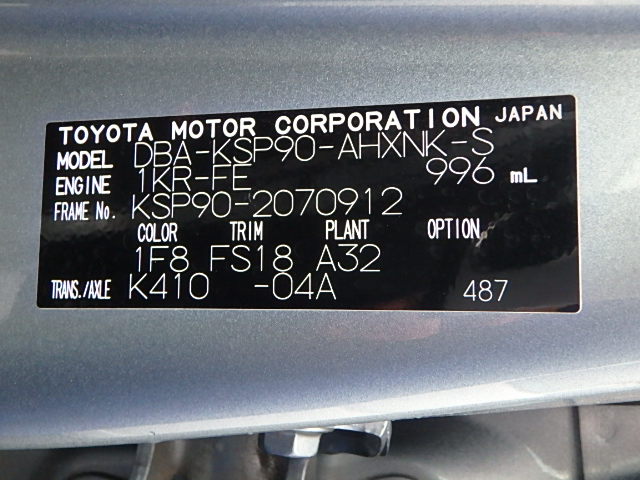 TOYOTA MOTOR CORPORATION JAPAN
MODEL DBA-KSP90-AHXNK-S
ENGINE 1KR-FE 996 mL
FRAME No. KSP90-2070912
COLOR TRIM PLANT OPTION
1F8 FS18 A32
TRANS./AXLE K410 -04A 487